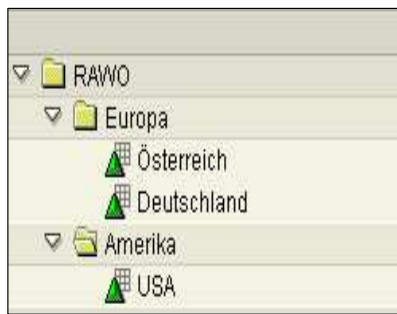 RAWO
Europa
Österreich
Deutschland
Amerika
USA